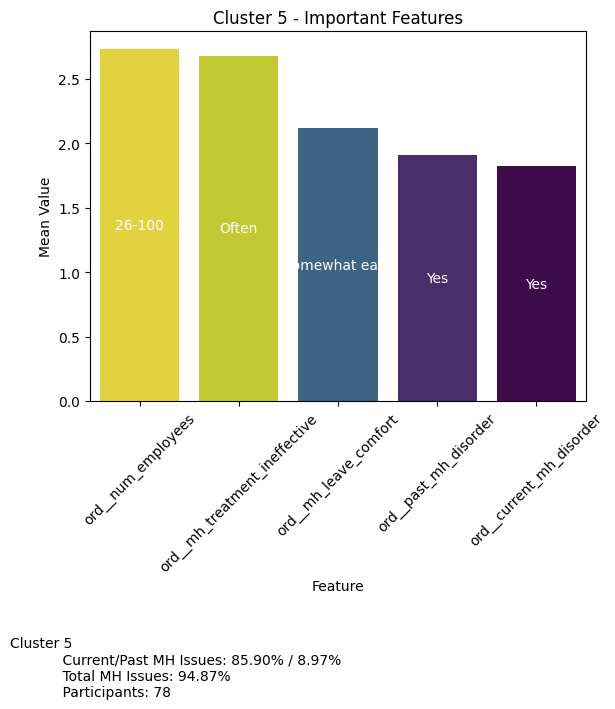 Cluster 5 - Important Features
Mean Value
2.5
2.0
1.5
1.0
0.5
0.0
26-100
Often
omewhat ea
Yes
Yes
ord__num_employees
ord__mh_treatment_ineffective
ord__mh_leave_comfort
ord__past_mh_disorder
ord__current_mh_disorder
Feature
Cluster 5
Current/Past MH Issues: 85.90% / 8.97%
Total MH Issues: 94.87%
Participants: 78